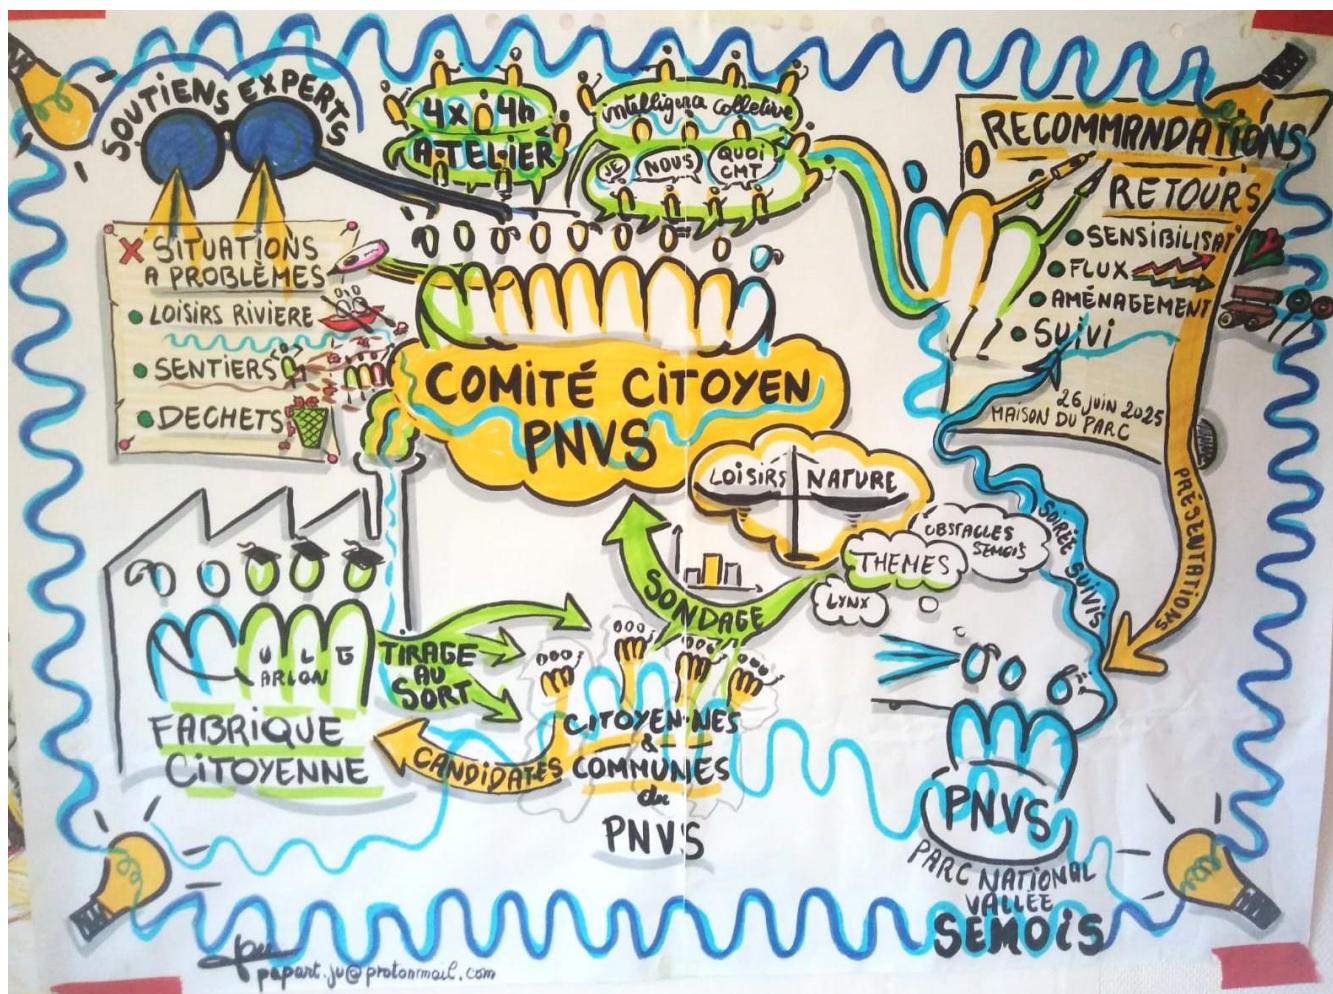 SOUTIENS EXPERTS
4x 4h
ATELIER
intelligence collective
JE
NOUS
QUOi
CMT
RECOMMANDATIONS
RETOURS
SENSIBILISAT°
FLUX
AMÉNAGEMENT
SUiVi
26 juin 2025
MAISON DU PARC
X SITUATIONS
A PROBLÈMES
LOISIRS RIVIERE
SENTiERS
DECHETS
COMITÉ CiTOYEN
PNVS
LOiSiRS
NATURE
OBSTACLES
SEMOiS
THEMES
LYNX
SONDAGE
SOIRÉE SUIVIS
PRÉSENTATIONS
U L G
ARLON
FABRIQUE
CiTOYENNE
TIRAGE
AU
SORT
CANDIDATES
CiTOYEN·NES
&
COMMUNES
du
PNVS
PNVS
PARC NATIONAL
VALLÉE
SEMOiS
papart.ju@protonmail.com